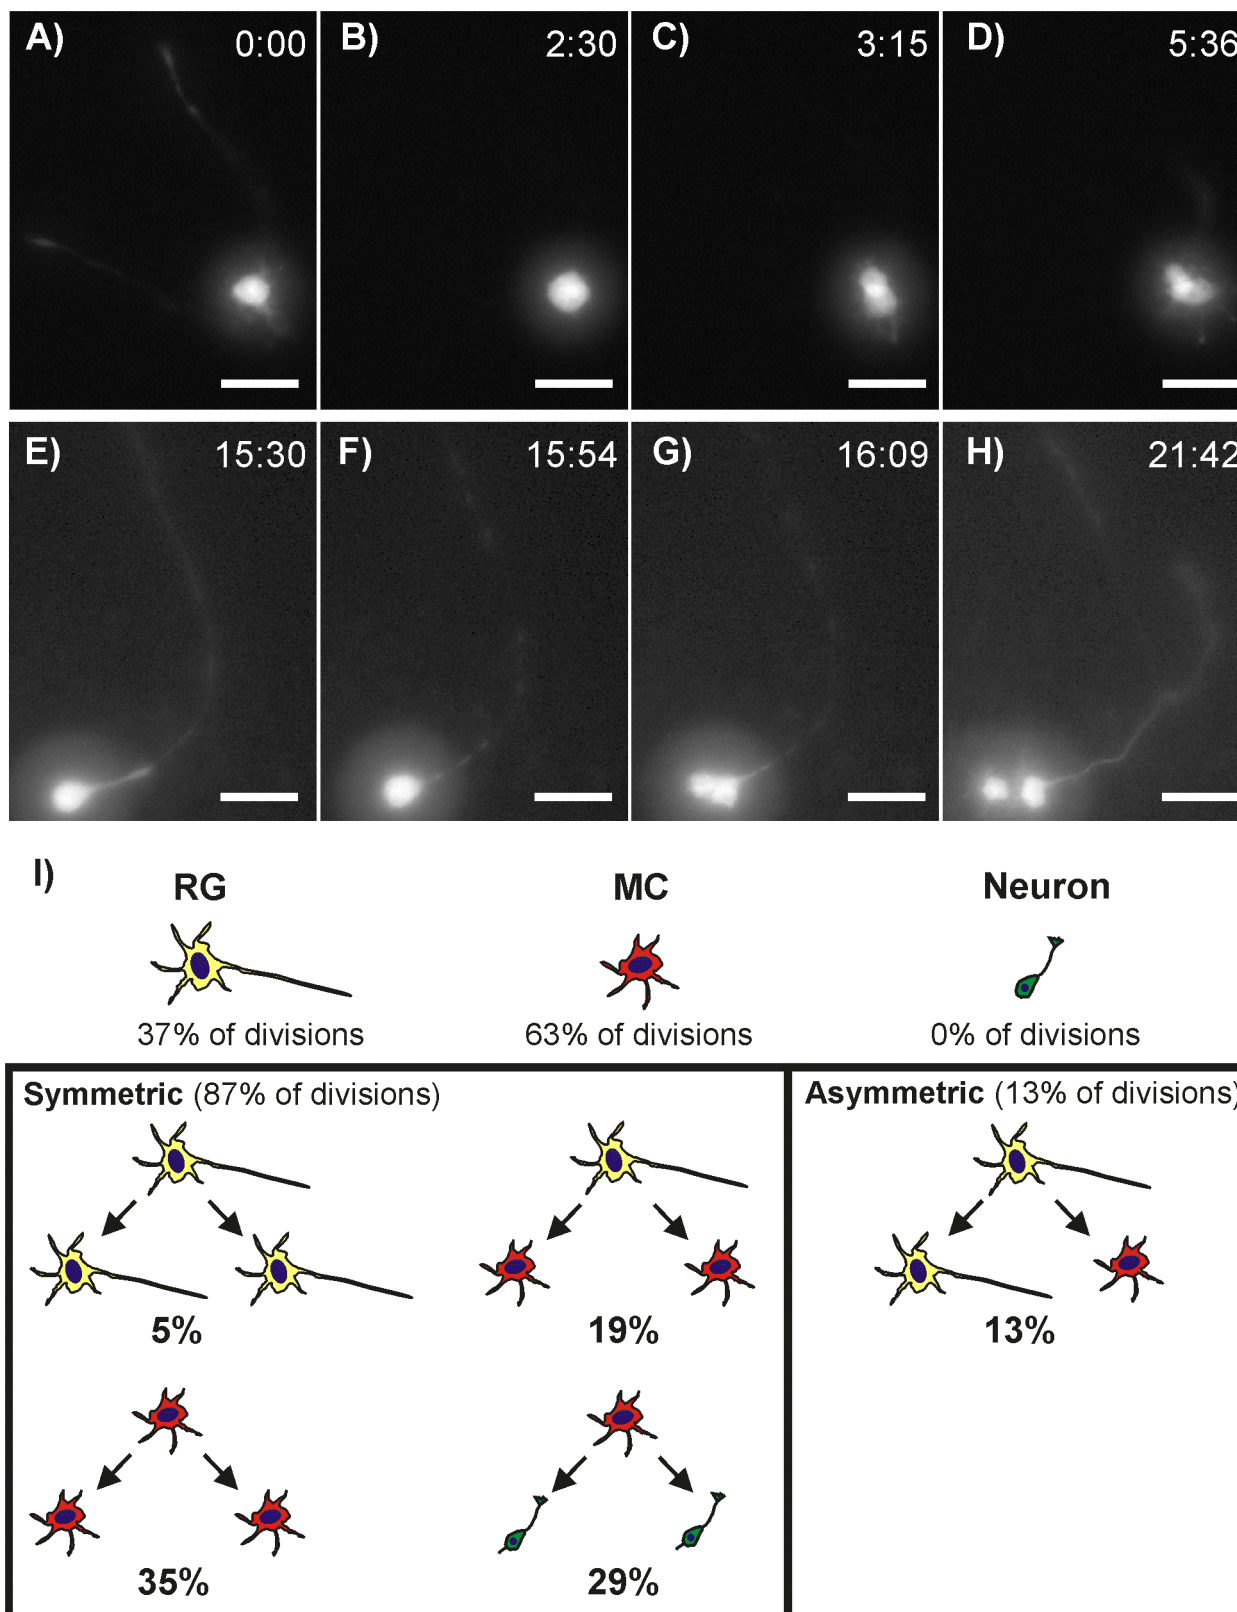 A) 0:00 B) 2:30 C) 3:15 D) 5:36
E) 15:30 F) 15:54 G) 16:09 H) 21:42
I)
RG MC Neuron
37% of divisions 63% of divisions 0% of divisions
Symmetric (87% of divisions) Asymmetric (13% of divisions)
5% 19% 13%
35% 29%